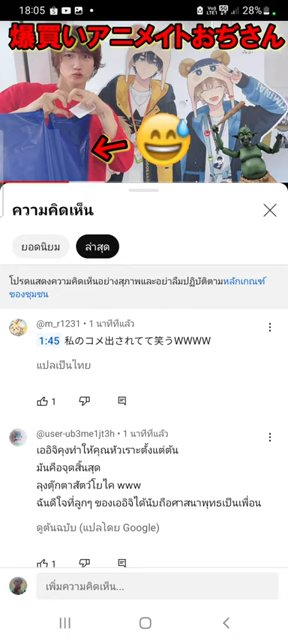 18:05
28%
爆買いアニメイトおぢさん
ความคิดเห็น
ยอดนิยม
ล่าสุด
โปรดแสดงความคิดเห็นอย่างสุภาพและอย่าลืมปฏิบัติตามหลักเกณฑ์
ของชุมชน
@m_r1231 • 1 นาทีที่แล้ว
1:45 私のコメ出されてて笑うWWWW
แปลเป็นไทย
1
@user-ub3me1jt3h • 1 นาทีที่แล้ว
เออิจิคุงทำให้คุณหัวเราะตั้งแต่ต้น
มันคือจุดสิ้นสุด
ลุงตุ๊กตาสัตว์โยไค www
ฉันดีใจที่ลูกๆ ของเออิจิได้นับถือศาสนาพุทธเป็นเพื่อน
ดูต้นฉบับ (แปลโดย Google)
1
เพิ่มความคิดเห็น...